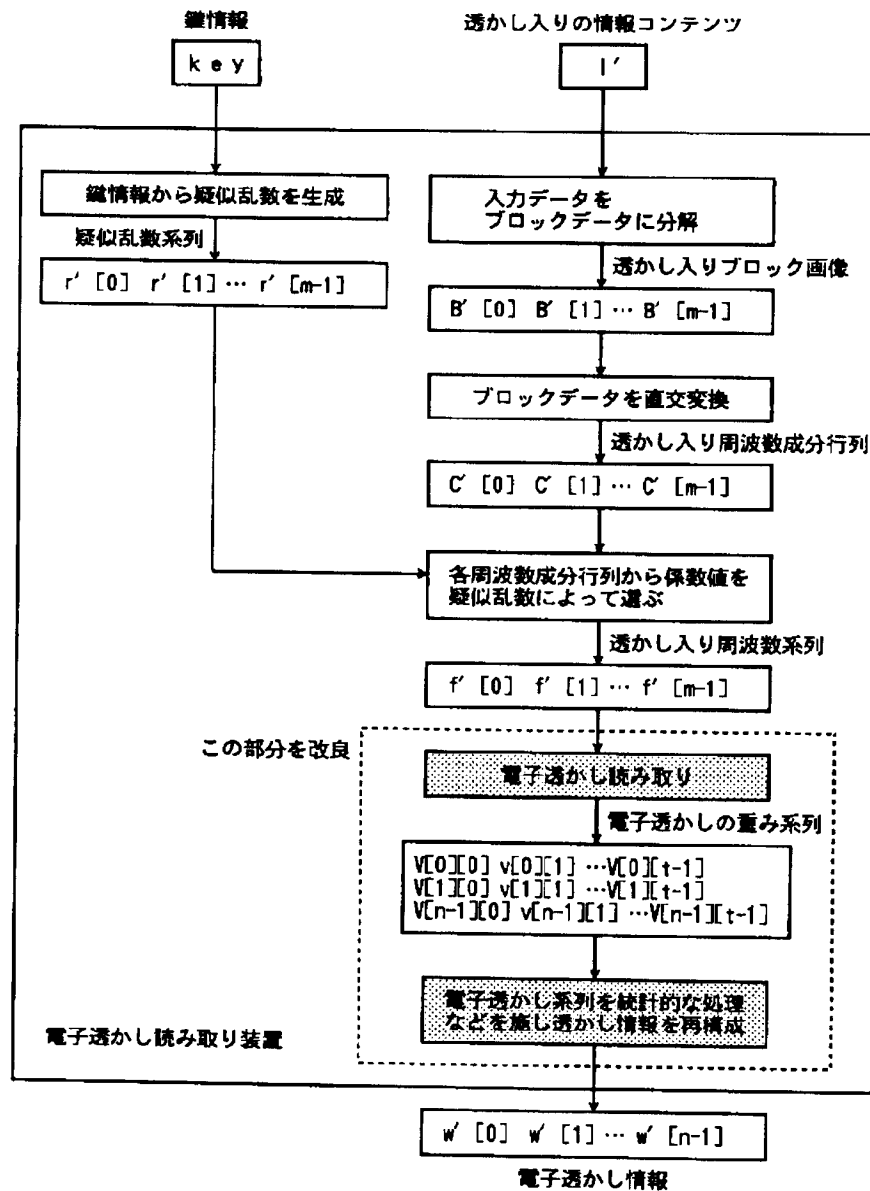 鍵情報
key
透かし入りの情報コンテンツ
I′
鍵情報から疑似乱数を生成
疑似乱数系列
r′ [0] r′ [1] … r′ [m-1]
入力データを
ブロックデータに分解
透かし入りブロック画像
B′ [0] B′ [1] … B′ [m-1]
ブロックデータを直交変換
透かし入り周波数成分行列
C′ [0] C′ [1] … C′ [m-1]
各周波数成分行列から係数値を
疑似乱数によって選ぶ
透かし入り周波数系列
f′ [0] f′ [1] … f′ [m-1]
この部分を改良
電子透かし読み取り
電子透かしの重み系列
V[0][0] v[0][1] …V[0][t-1]
V[1][0] v[1][1] …V[1][t-1]
V[n-1][0] v[n-1][1] …V[n-1][t-1]
電子透かし系列を統計的な処理
などを施し透かし情報を再構成
電子透かし読み取り装置
w′ [0] w′ [1] … w′ [n-1]
電子透かし情報